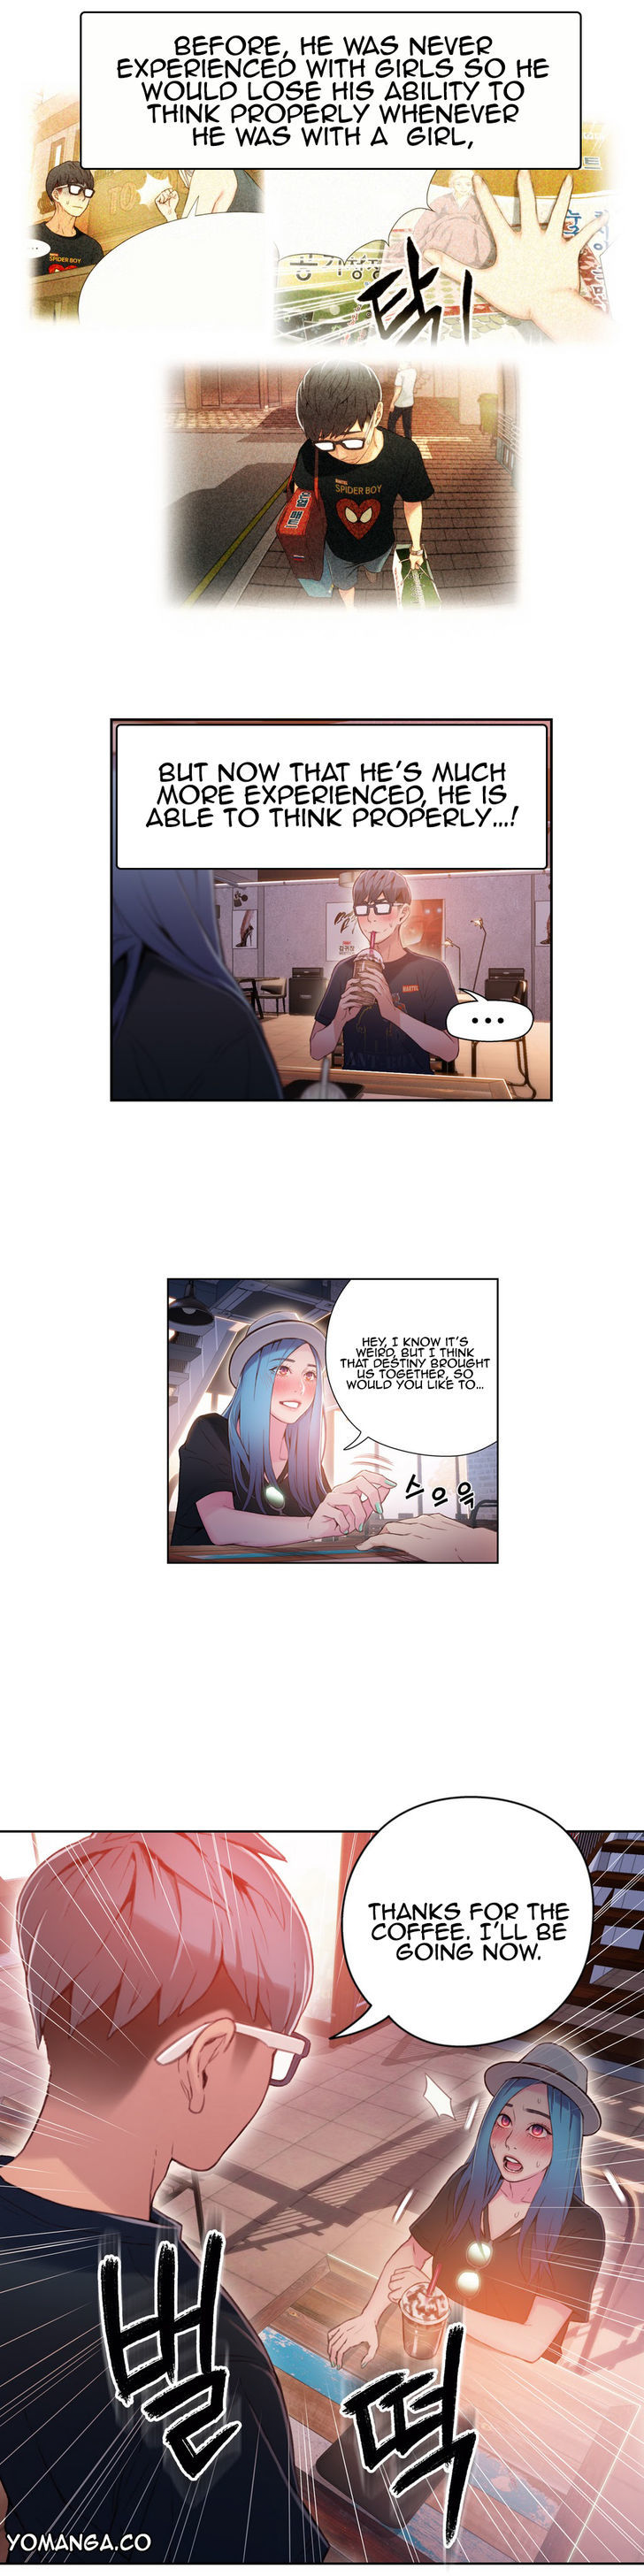 BEFORE, HE WAS NEVER
EXPERIENCED WITH GIRLS SO HE
WOULD LOSE HIS ABILITY TO
THINK PROPERLY WHENEVER
HE WAS WITH A GIRL,
...
SPIDER BOY
탁
SPIDER BOY
BUT NOW THAT HE'S MUCH
MORE EXPERIENCED, HE IS
ABLE TO THINK PROPERLY...!
MARTEL
...
HEY, I KNOW IT'S
WEIRD, BUT I THINK
THAT DESTINY BROUGHT
US TOGETHER, SO
WOULD YOU LIKE TO...
스으윽
THANKS FOR THE
COFFEE. I'LL BE
GOING NOW.
벌
떡
YOMANGA.CO